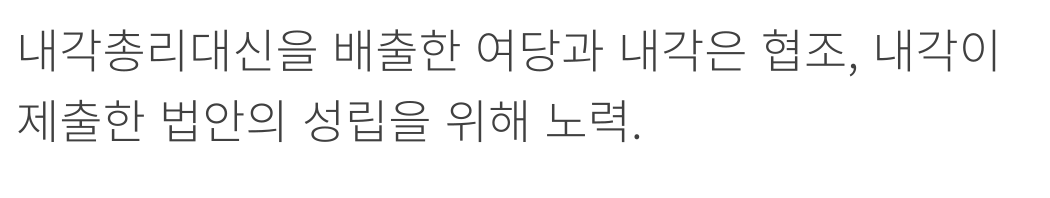 내각총리대신을 배출한 여당과 내각은 협조, 내각이
제출한 법안의 성립을 위해 노력.